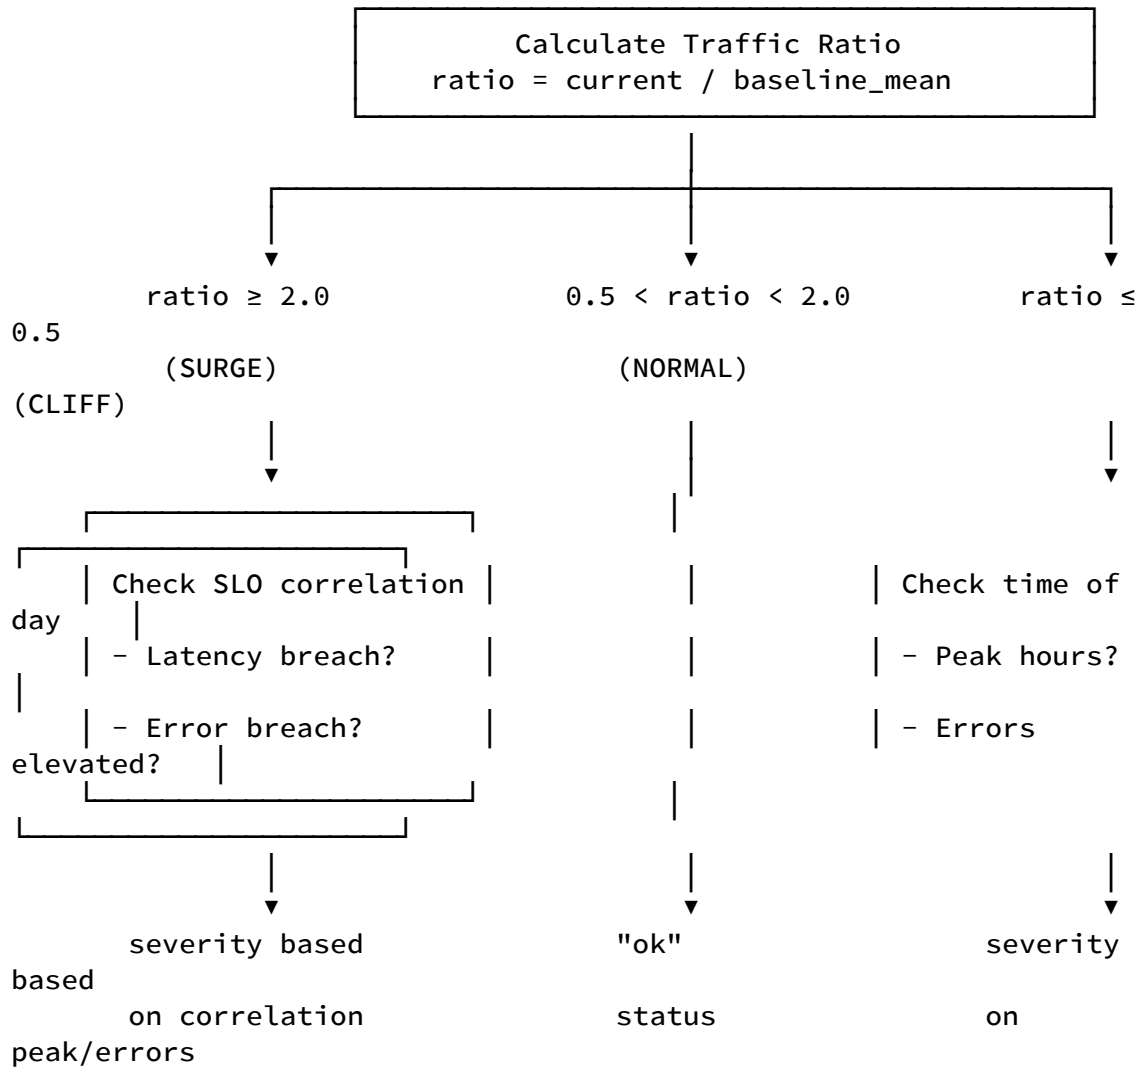 Calculate Traffic Ratio
ratio = current / baseline_mean
ratio ≥ 2.0 0.5 < ratio < 2.0 ratio ≤
0.5
(SURGE) (NORMAL)
(CLIFF)
Check SLO correlation Check time of
day
- Latency breach? - Peak hours?
- Error breach? - Errors
elevated?
severity based "ok" severity
based
on correlation status on
peak/errors